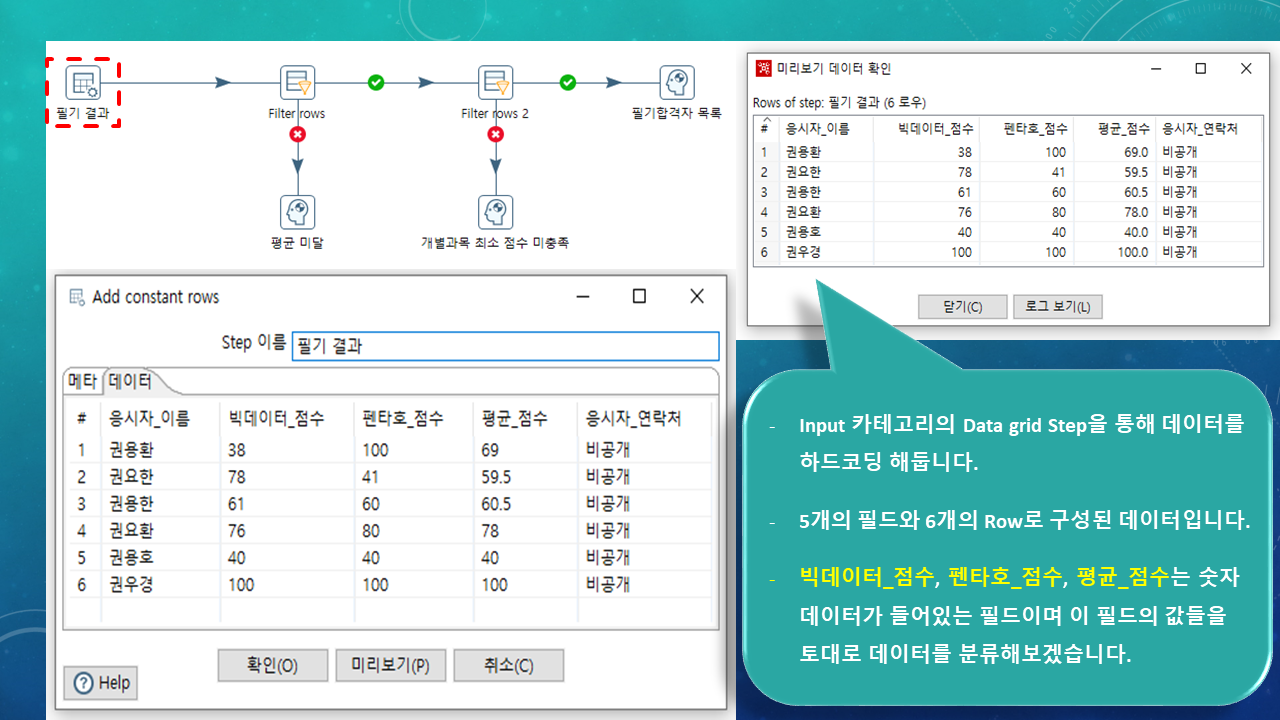 필기 결과
Filter rows
Filter rows 2
필기합격자 목록
평균 미달
개별과목 최소 점수 미충족
미리보기 데이터 확인
Rows of step: 필기 결과 (6 로우)
# 응시자_이름 빅데이터_점수 펜타호_점수 평균_점수 응시자_연락처
1 권용환 38 100 69.0 비공개
2 권요한 78 41 59.5 비공개
3 권용한 61 60 60.5 비공개
4 권요환 76 80 78.0 비공개
5 권용호 40 40 40.0 비공개
6 권우경 100 100 100.0 비공개
닫기(C) 로그 보기(L)
Add constant rows
Step 이름 필기 결과
메타 데이터
# 응시자_이름 빅데이터_점수 펜타호_점수 평균_점수 응시자_연락처
1 권용환 38 100 69 비공개
2 권요한 78 41 59.5 비공개
3 권용한 61 60 60.5 비공개
4 권요환 76 80 78 비공개
5 권용호 40 40 40 비공개
6 권우경 100 100 100 비공개
확인(O) 미리보기(P) 취소(C)
Help
- Input 카테고리의 Data grid Step을 통해 데이터를
하드코딩 해둡니다.
- 5개의 필드와 6개의 Row로 구성된 데이터입니다.
- 빅데이터_점수, 펜타호_점수, 평균_점수는 숫자
데이터가 들어있는 필드이며 이 필드의 값들을
토대로 데이터를 분류해보겠습니다.